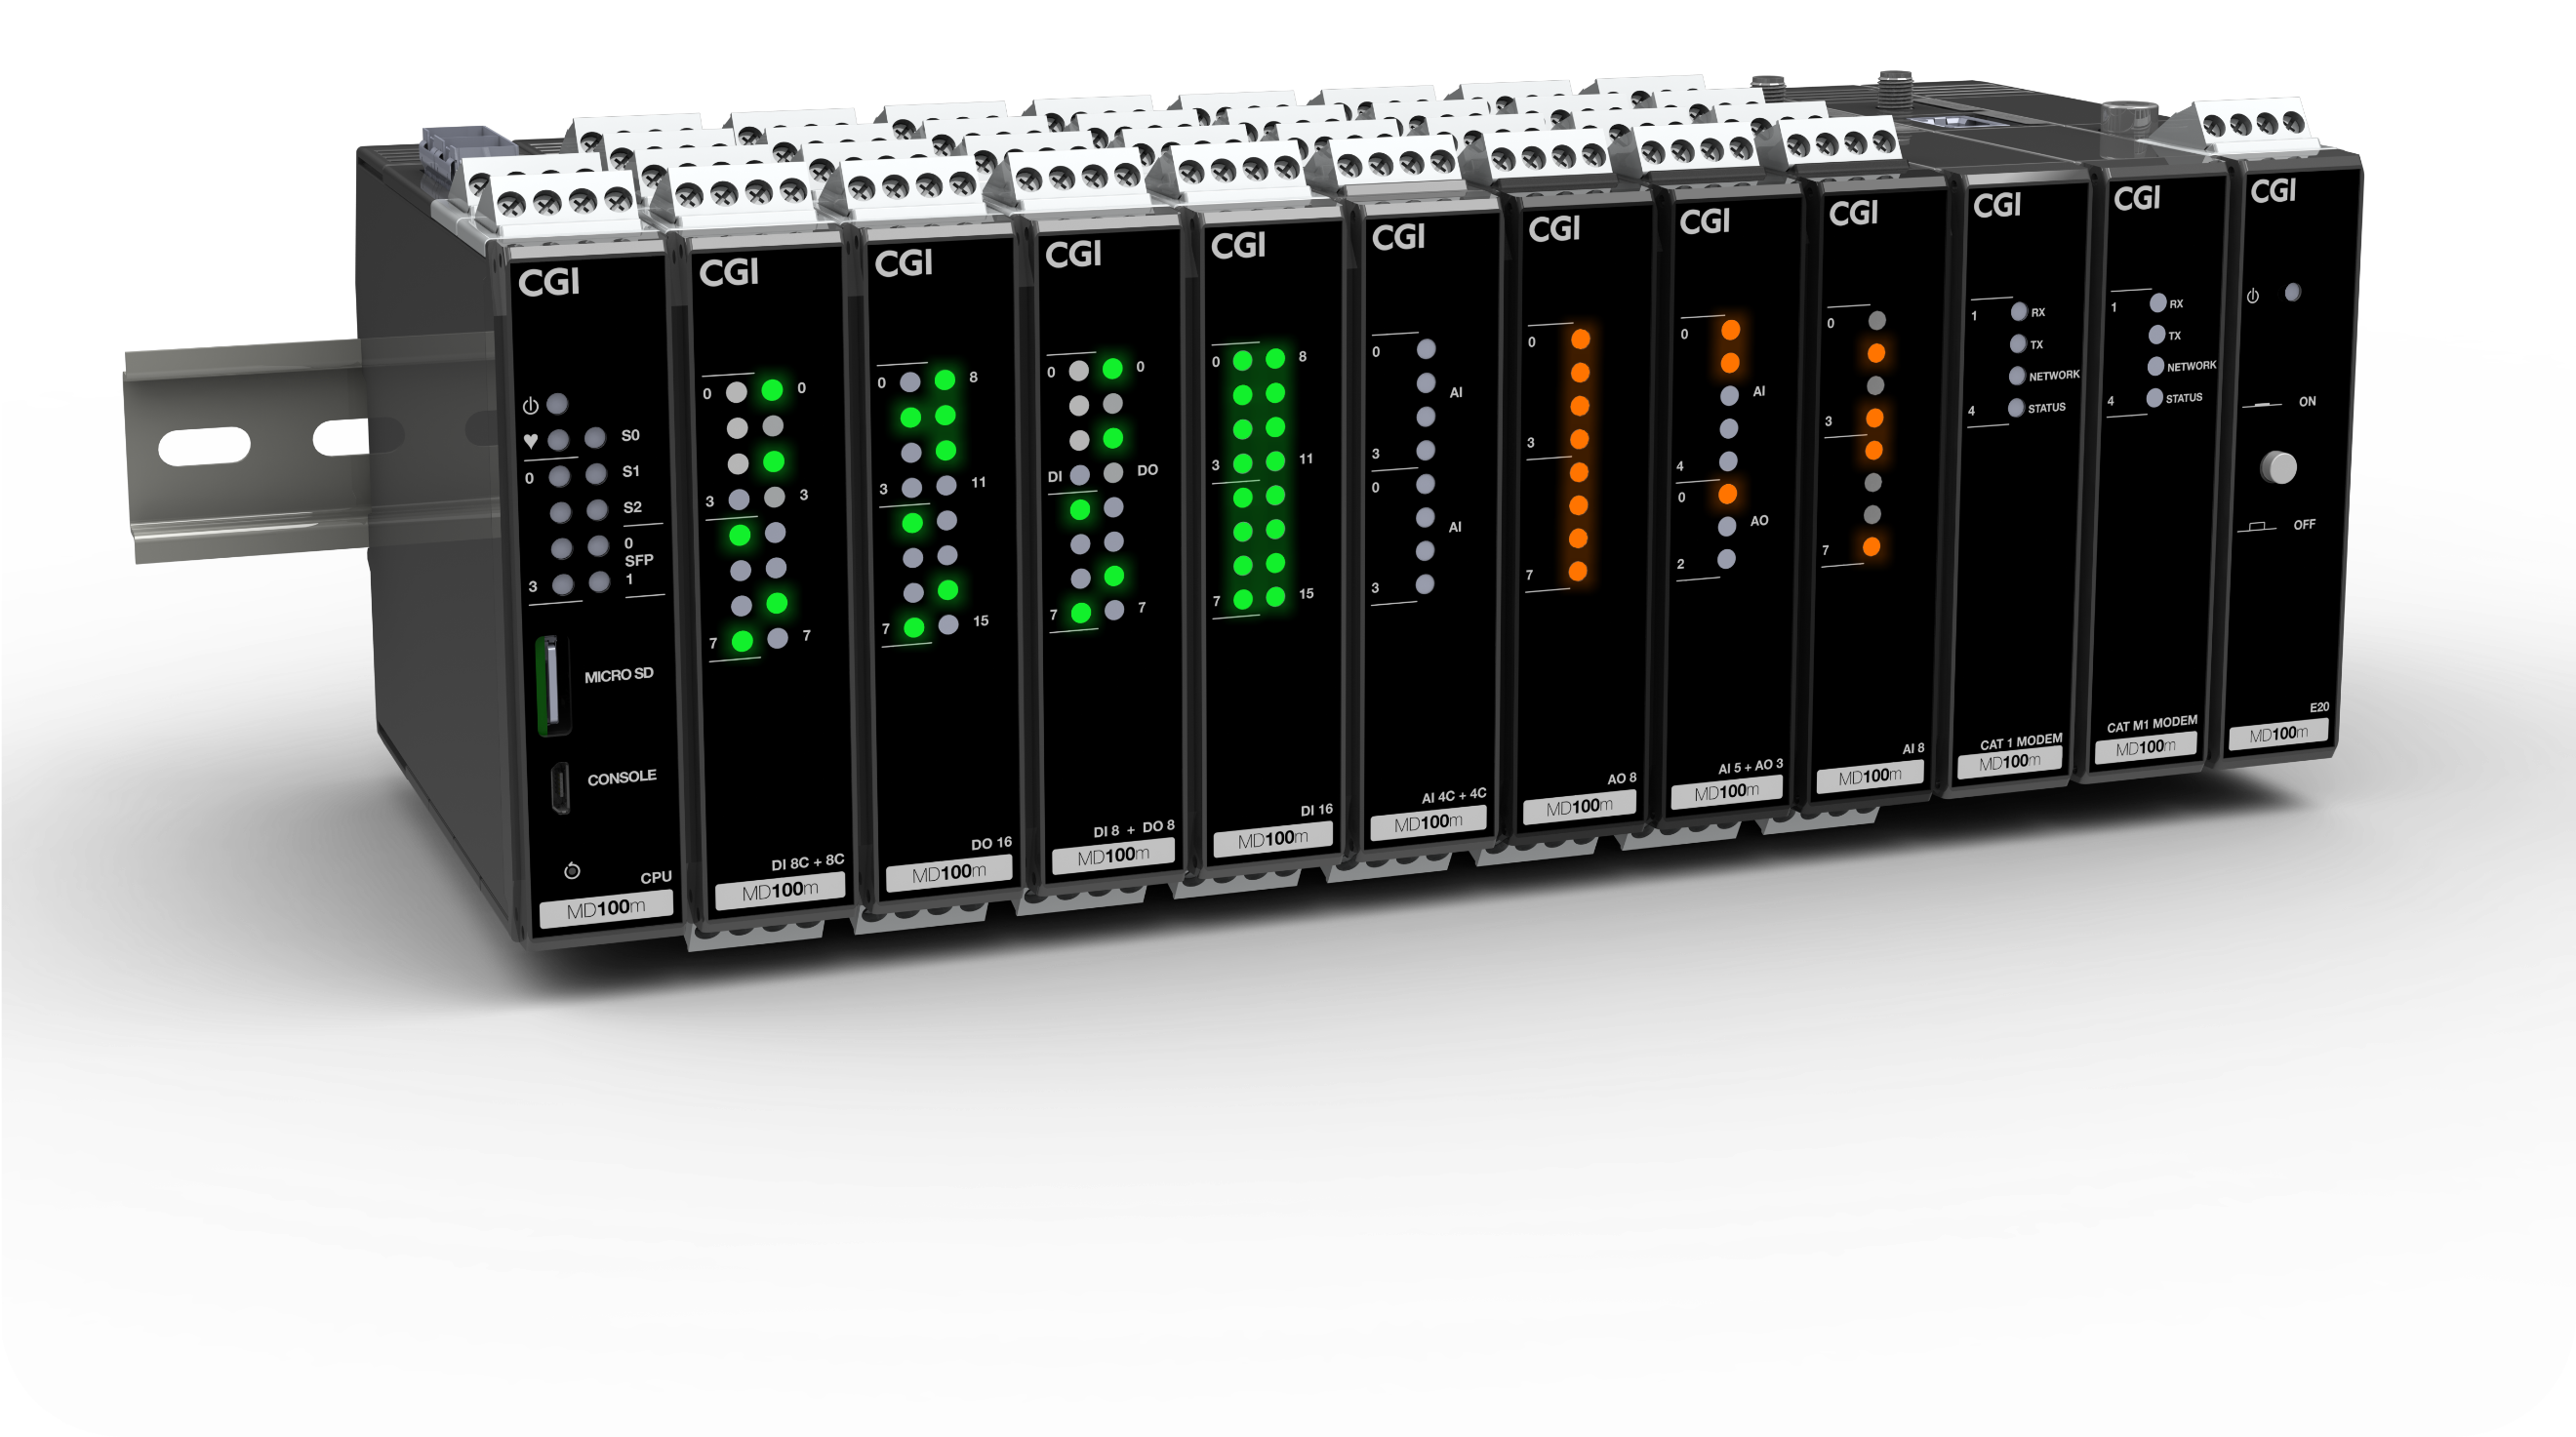 CGI
S0
0
S1
S2
0
SFP
3
1
MICRO SD
CONSOLE
CPU
MD100m
CGI
0 0
3 3
7 7
DI 8C + 8C
MD100m
CGI
0 8
3 11
7 15
DO 16
MD100m
CGI
0 0
DI DO
7 7
DI 8 + DO 8
MD100m
CGI
0 8
3 11
7 15
DI 16
MD100m
CGI
0
AI
3
0
AI
3
AI 4C + 4C
MD100m
CGI
0
3
7
AO 8
MD100m
CGI
0
AI
4
0
AO
2
AI 5 + AO 3
MD100m
CGI
0
3
7
AI 8
MD100m
CGI
1 RX
TX
NETWORK
4 STATUS
CAT 1 MODEM
MD100m
CGI
1 RX
TX
NETWORK
4 STATUS
CAT M1 MODEM
MD100m
CGI
ON
OFF
E20
MD100m